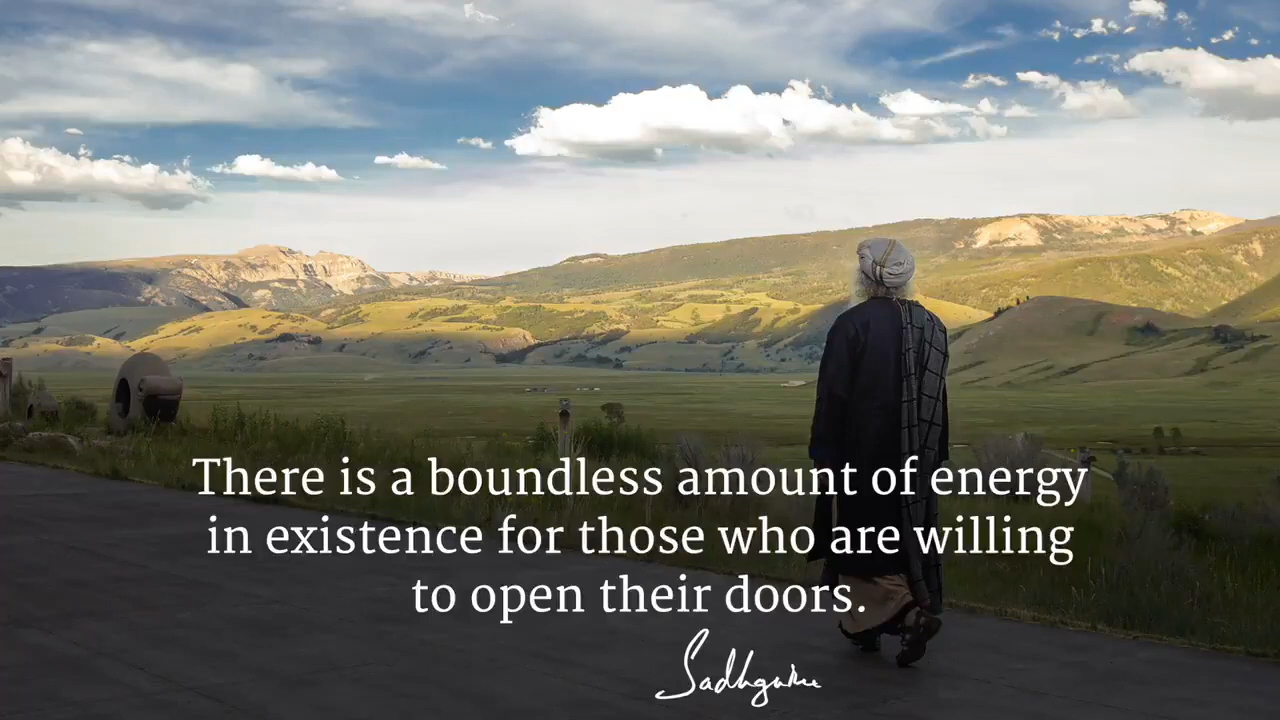 There is a boundless amount of energy
in existence for those who are willing
to open their doors.
Sadhguru